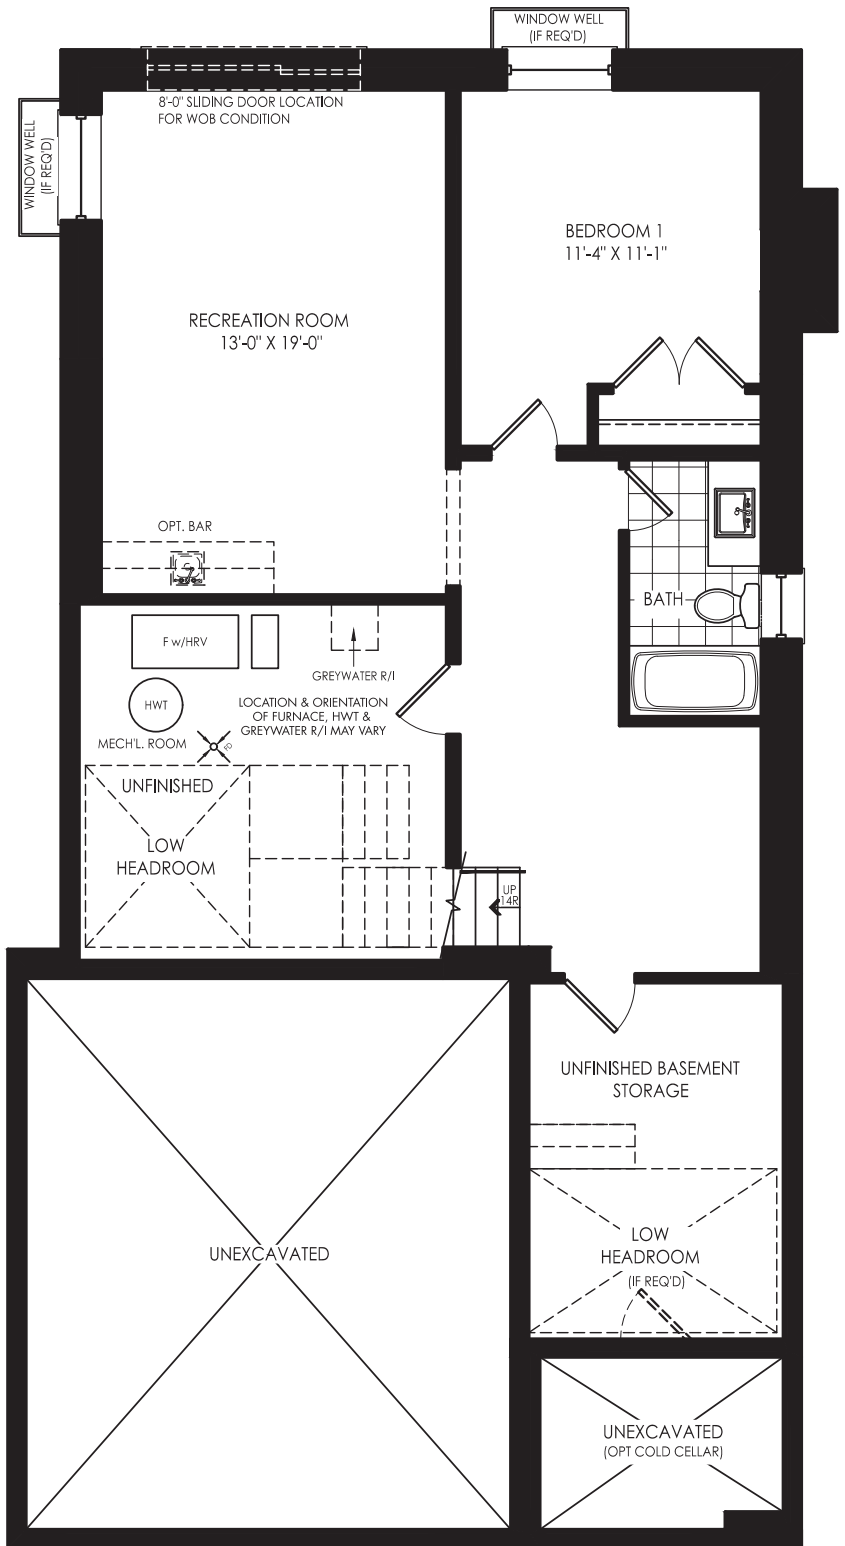 WINDOW WELL
(IF REQ'D)
8'-0" SLIDING DOOR LOCATION
FOR WOB CONDITION
WINDOW WELL
(IF REQ'D)
BEDROOM 1
11'-4" X 11'-1"
RECREATION ROOM
13'-0" X 19'-0"
OPT. BAR
BATH
F w/HRV
GREYWATER R/I
HWT
LOCATION & ORIENTATION
OF FURNACE, HWT &
GREYWATER R/I MAY VARY
MECH'L. ROOM
FD
UNFINISHED
LOW
HEADROOM
UP
14R
UNFINISHED BASEMENT
STORAGE
LOW
HEADROOM
(IF REQ'D)
UNEXCAVATED
UNEXCAVATED
(OPT COLD CELLAR)